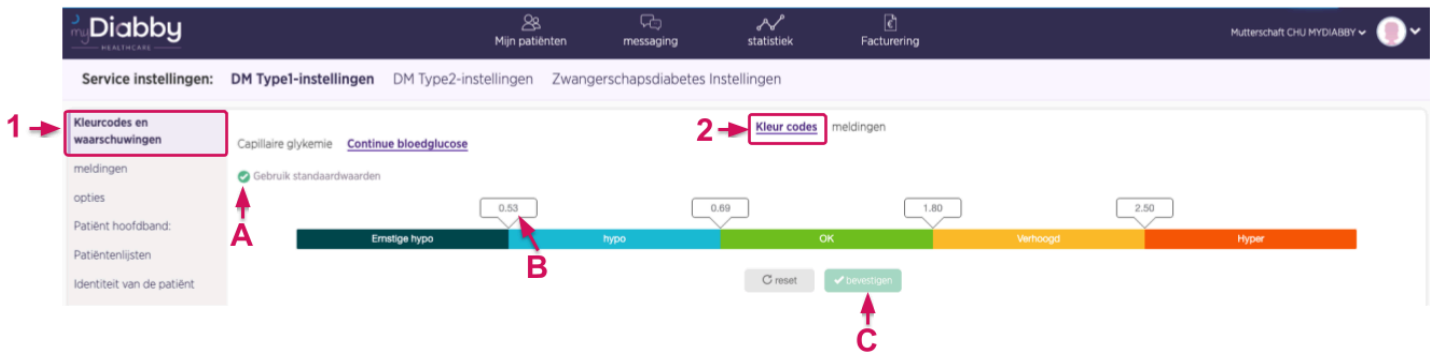 myDiabby
HEALTHCARE
Mijn patiënten
messaging
statistiek
Facturering
Mutterschaft CHU MYDIABBY
Service instellingen: DM Type1-instellingen DM Type2-instellingen Zwangerschapsdiabetes Instellingen
1
Kleurcodes en
waarschuwingen
meldingen
opties
Patiënt hoofdband:
Patiëntenlijsten
Identiteit van de patiënt
2
Kleur codes meldingen
Capillaire glykemie Continue bloedglucose
Gebruik standaardwaarden
A
0.53 0.69 1.80 2.50
Ernstige hypo hypo OK Verhoogd Hyper
B
reset bevestigen
C